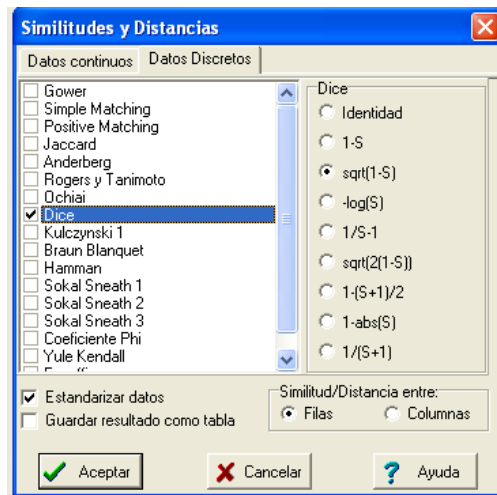 Similitudes y Distancias
Datos continuos Datos Discretos
Gower
Simple Matching
Positive Matching
Jaccard
Anderberg
Rogers y Tanimoto
Ochiai
Dice
Kulczynski 1
Braun Blanquet
Hamman
Sokal Sneath 1
Sokal Sneath 2
Sokal Sneath 3
Coeficiente Phi
Yule Kendall
Dice
Identidad
1-S
sqrt(1-S)
-log(S)
1/S-1
sqrt(2(1-S))
1-(S+1)/2
1-abs(S)
1/(S+1)
Estandarizar datos
Guardar resultado como tabla
Similitud/Distancia entre:
Filas Columnas
Aceptar Cancelar Ayuda